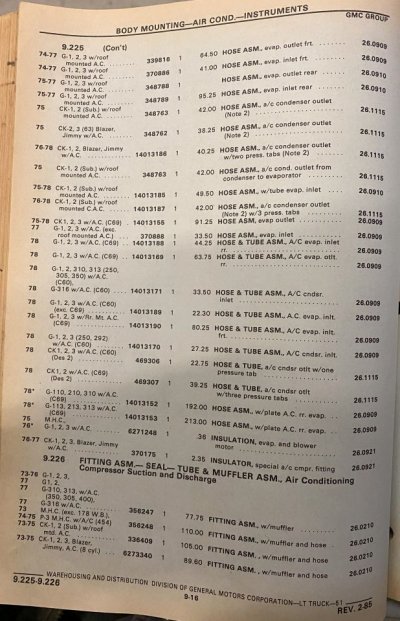 BODY MOUNTING—AIR COND.—INSTRUMENTS
GMC GROUP
9.225 (Con't)
74-77 G-1, 2, 3 w/roof
mounted A.C. 339816 1 64.50 HOSE ASM., evap. outlet frt. 26.0909
74-77 G-1, 2, 3 w/roof
mounted A.C. 370886 1 41.00 HOSE ASM., evap. inlet frt. 26.0909
75-77 G-1, 2, 3 w/roof
mounted A.C. 348788 1 HOSE ASM., evap. outlet rear 26.0910
75-77 G-1, 2, 3 w/roof
mounted A.C. 348789 1 95.25 HOSE ASM., evap. inlet rear 26.0910
75 CK-1, 2 (Sub.) w/roof
mounted A.C. 348763 1 42.00 HOSE ASM., a/c condenser outlet
(Note 2) 26.1115
75 CK-2, 3 (63) Blazer,
Jimmy w/A.C. 348762 1 38.25 HOSE ASM., a/c condenser outlet
(Note 2) 26.1115
76-78 CK-1, 2, Blazer, Jimmy
w/A.C. 14013186 1 40.25 HOSE ASM., a/c condenser outlet
w/two press. tabs (Note 2) 26.1115
75 CK-1, 2 (Sub.) w/roof
mounted A.C. 348763 1 42.00 HOSE ASM., a/c cond. outlet from
condenser to evaporator 26.1115
75-78 CK-1, 2 (Sub.) w/roof
mounted A.C. 14013185 1 49.50 HOSE ASM., w/tube evap. inlet 26.0910
76-78 CK-1, 2 (Sub.) w/roof
mounted C.A.C. 14013187 1 42.00 HOSE ASM., a/c condenser outlet
(Note 2) w/3 press. tabs 26.1115
75-78 CK 1, 2, 3 w/A.C. (C69) 14013155 1 91.25 HOSE ASM., evap outlet 26.0909
77 G-1, 2, 3 w/A.C. (exc.
roof mounted A.C.) 370888 1 33.50 HOSE ASM., evap. inlet 26.0909
78 G-1, 2, 3 w/A.C. (C69) 14013188 1 44.25 HOSE & TUBE ASM., A/C evap. inlet
rr. 26.0909
78 G-1, 2, 3 w/A.C. (C69) 14013169 1 63.75 HOSE & TUBE ASM., A/C evap. otlt.
rr. 26.0909
78 G-1, 2, 310, 313 (250,
305, 350) w/A.C.
(C60),
G-316 w/A.C. (C60) 14013171 1 33.50 HOSE & TUBE ASM., A/C cndsr.
inlet 26.0909
78 G-1, 2, 3 w/A.C. (C60)
(exc. C69) 14013189 1 22.30 HOSE & TUBE ASM., A.C. evap. init. 26.0909
78 G-1, 2, 3 w/Rr. Mt. A.C.
(C69) 14013190 1 80.25 HOSE & TUBE ASM., A/C evap. init.
frt. 26.0909
78 G-1, 2, 3 (250, 292)
w/A.C. (C60) 14013170 1 27.25 HOSE & TUBE ASM., A/C cndsr. init. 26.0909
78 CK1, 2, 3 w/A.C. (C60)
(Des 2) 469306 1 22.75 HOSE & TUBE, a/c cndsr otlt w/one
pressure tab 26.1115
78 CK1, 2 w/A.C. (C69)
(Des 2) 469307 1 39.25 HOSE & TUBE, a/c cndsr otlt
w/three pressure tabs 26.1115
78* G-110, 210, 310 w/A.C.
(C69) 14013152 1 192.00 HOSE ASM., w/plate A.C. rr. evap. 26.0909
78* G-113, 213, 313 w/A.C.
(C69) 14013153 1 213.00 HOSE ASM., w/plate A.C. rr. evap. 26.0909
75 M.H.C.,
76* G-1, 2, 3 w/A.C. 6271248 1 .36 INSULATION, evap. and blower
motor 26.0921
76-77 CK-1, 2, 3, Blazer, Jimmy
w/A.C. 370175 1 2.35 INSULATOR, special a/c cmpr. fitting 26.0921
9.226 FITTING ASM.— SEAL— TUBE & MUFFLER ASM., Air Conditioning
Compressor Suction and Discharge
73-76 G-1, 2, 3,
77 G1, 2,
77 G-310, 313, w/A.C.
(350, 305, 400),
77 G-316 w/A.C. 356247 1 77.75 FITTING ASM., w/muffler 26.0210
73 M.H.C. (exc. 178 W.B.),
74-75 P-3 M.H.C. w/A/C (454) 356248 1 110.00 FITTING ASM., w/muffler and hose 26.0210
73-75 CK-1, 2 (Sub.) w/roof
mtd. A.C. 336409 1 105.00 FITTING ASM., w/muffler and hose 26.0210
73-75 CK-1, 2, 3, Blazer,
Jimmy, A.C. (8 cyl.) 6273340 1 89.60 FITTING ASM., w/muffler and hose 26.0210
WAREHOUSING AND DISTRIBUTION DIVISION OF GENERAL MOTORS CORPORATION—LT TRUCK—51
9.225-9.226
9-16
REV. 2-85